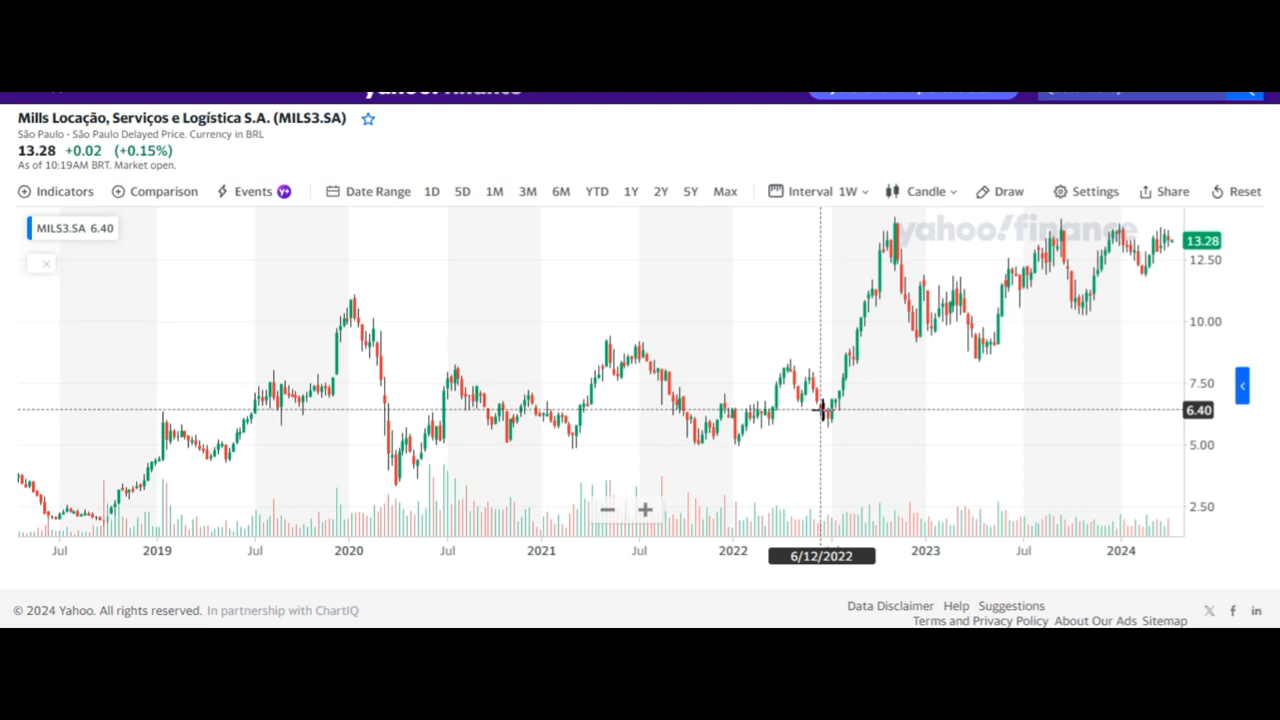 Mills Locação, Serviços e Logística S.A. (MILS3.SA)
São Paulo - São Paulo Delayed Price. Currency in BRL
13.28 +0.02 (+0.15%)
As of 10:19AM BRT. Market open.
Indicators Comparison Events Y+ Date Range 1D 5D 1M 3M 6M YTD 1Y 2Y 5Y Max Interval 1W Candle Draw Settings Share Reset
MILS3.SA 6.40
yahoo!finance
13.28
12.50
10.00
7.50
6.40
5.00
2.50
Jul 2019 Jul 2020 Jul 2021 Jul 2022 6/12/2022 2023 Jul 2024
© 2024 Yahoo. All rights reserved. In partnership with ChartIQ
Data Disclaimer Help Suggestions
Terms and Privacy Policy About Our Ads Sitemap